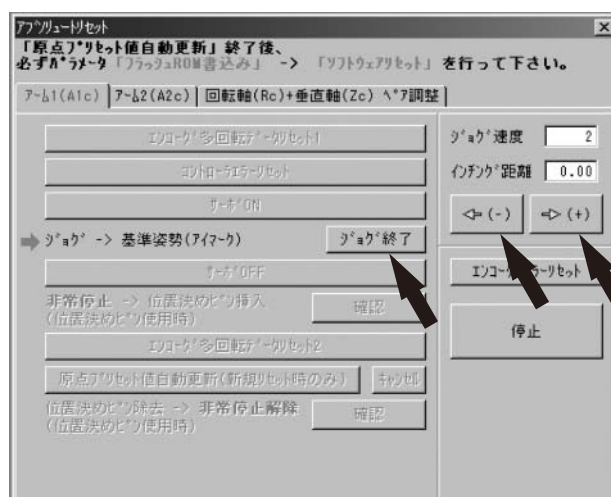 アブソリュートリセット
「原点プリセット値自動更新」終了後、
必ずパラメータ「フラッシュROM書込み」 -> 「ソフトウェアリセット」 を行って下さい。
アーム1(A1c) アーム2(A2c) 回転軸(Rc)+垂直軸(Zc) ペア調整
エンコーダ多回転データリセット1
コントローラエラーリセット
サーボON
ジョグ -> 基準姿勢(アイマーク) ジョグ終了
サーボOFF
非常停止 -> 位置決めピン挿入
(位置決めピン使用時) 確認
エンコーダ多回転データリセット2
原点プリセット値自動更新(新規リセット時のみ) キャンセル
位置決めピン除去 -> 非常停止解除
(位置決めピン使用時) 確認
ジョグ速度 2
インチング距離 0.00
(-) (+)
停止